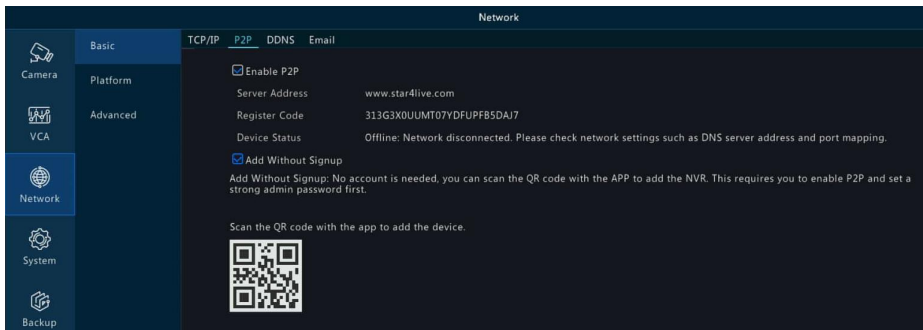 Network
Camera
VCA
Network
System
Backup
Basic
Platform
Advanced
TCP/IP P2P DDNS Email
Enable P2P
Server Address www.star4live.com
Register Code 313G3X0UUMT07YDFUPFB5DAJ7
Device Status Offline: Network disconnected. Please check network settings such as DNS server address and port mapping.
Add Without Signup
Add Without Signup: No account is needed, you can scan the QR code with the APP to add the NVR. This requires you to enable P2P and set a
strong admin password first.
Scan the QR code with the app to add the device.